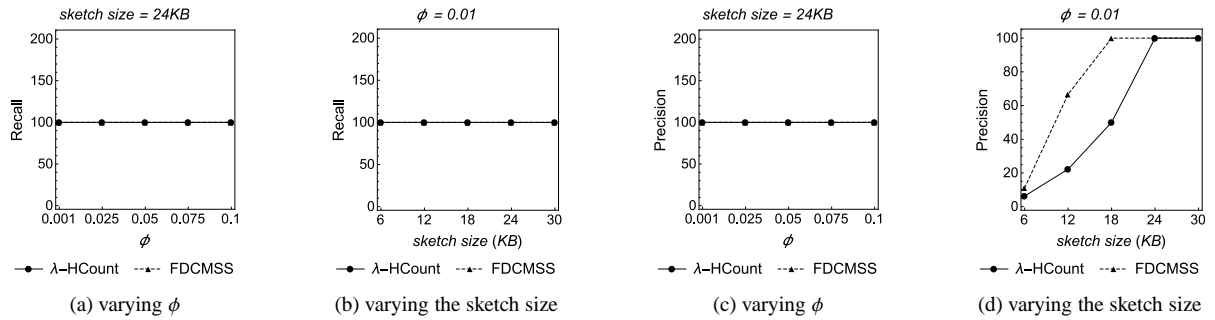 sketch size = 24KB
200
150
100
50
0
Recall
0.001 0.025 0.05 0.075 0.1
ϕ
λ−HCount FDCMSS
(a) varying ϕ
ϕ = 0.01
200
150
100
50
0
Recall
6 12 18 24 30
sketch size (KB)
λ−HCount FDCMSS
(b) varying the sketch size
sketch size = 24KB
200
150
100
50
0
Precision
0.001 0.025 0.05 0.075 0.1
ϕ
λ−HCount FDCMSS
(c) varying ϕ
ϕ = 0.01
100
80
60
40
20
0
Precision
6 12 18 24 30
sketch size (KB)
λ−HCount FDCMSS
(d) varying the sketch size